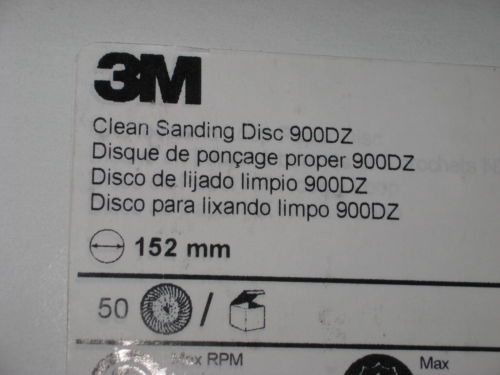 3M
Clean Sanding Disc 900DZ
Disque de ponçage proper 900DZ
Disco de lijado limpio 900DZ
Disco para lixando limpo 900DZ
152 mm
50 /
Max RPM
Max